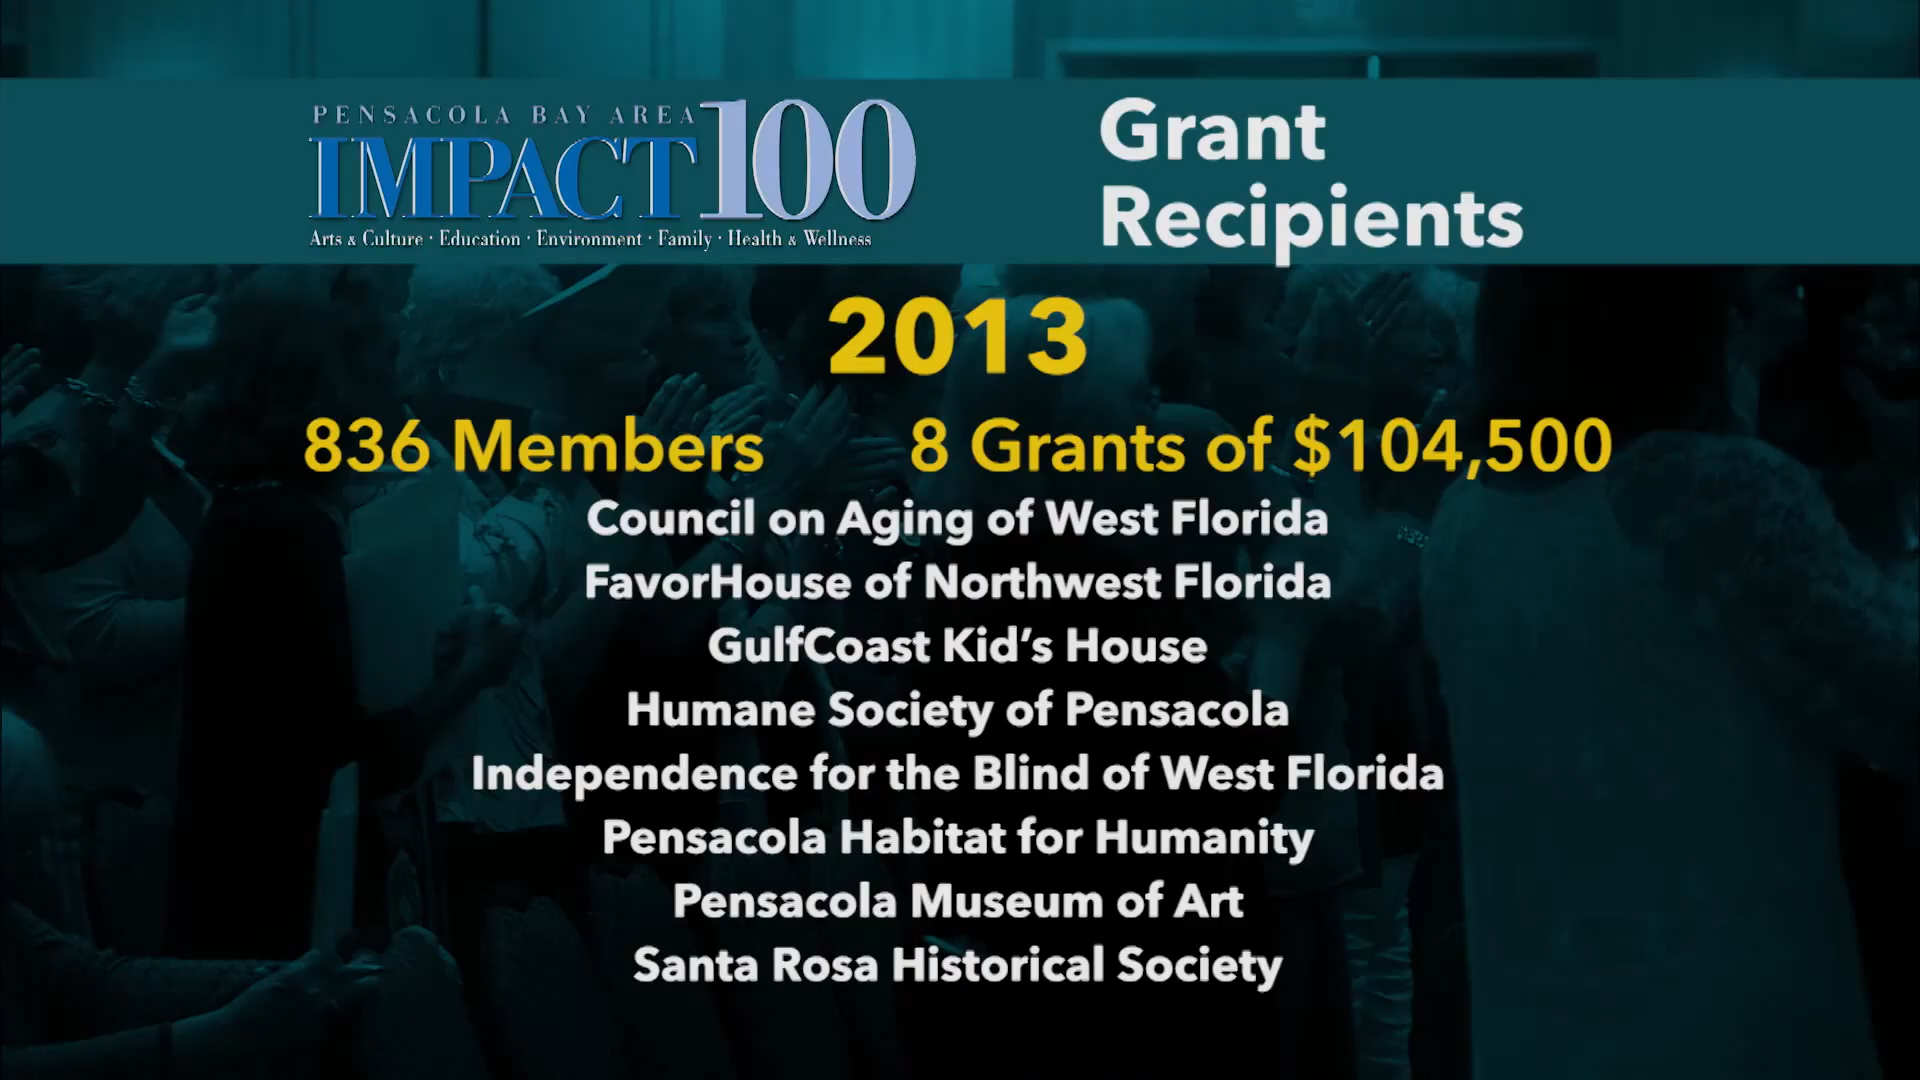 PENSACOLA BAY AREA
IMPACT 100
Arts & Culture · Education · Environment · Family · Health & Wellness
Grant
Recipients
2013
836 Members 8 Grants of $104,500
Council on Aging of West Florida
FavorHouse of Northwest Florida
GulfCoast Kid’s House
Humane Society of Pensacola
Independence for the Blind of West Florida
Pensacola Habitat for Humanity
Pensacola Museum of Art
Santa Rosa Historical Society